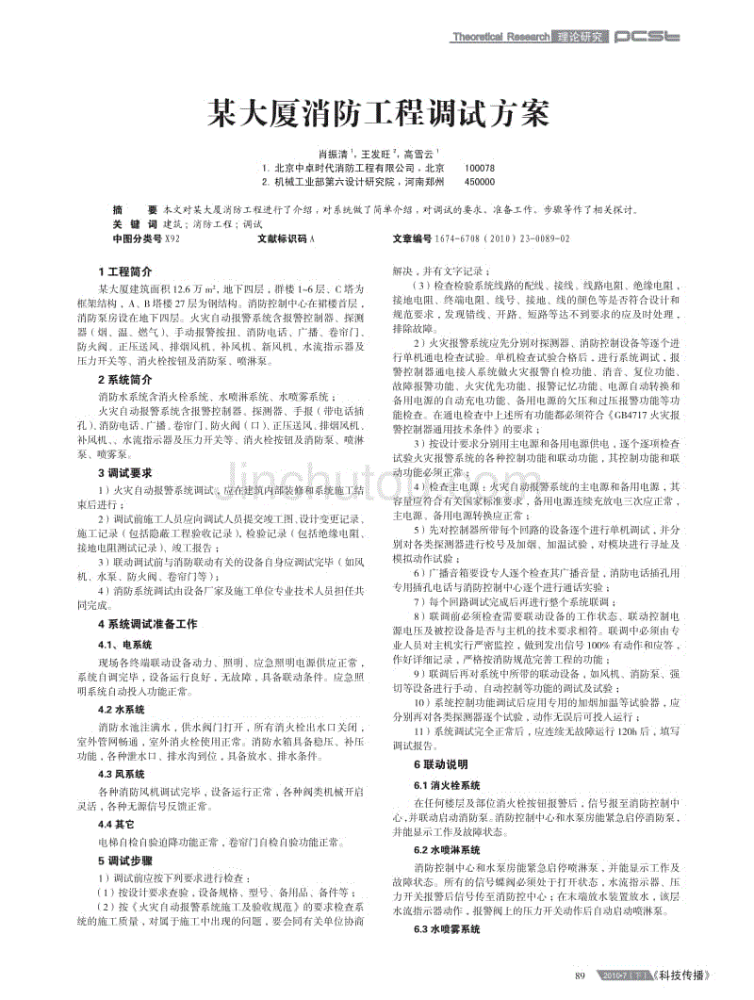 Theoretical Research 理论研究 PCST
某大厦消防工程调试方案
肖振清1，王发旺2，高雪云1
1. 北京中卓时代消防工程有限公司，北京 100078
2. 机械工业部第六设计研究院，河南郑州 450000
摘 要 本文对某大厦消防工程进行了介绍，对系统做了简单介绍，对调试的要求、准备工作、步骤等作了相关探讨。
关 键 词 建筑；消防工程；调试
中图分类号 X92 文献标识码 A 文章编号 1674-6708（2010）23-0089-02
1 工程简介
某大厦建筑面积 12.6 万 m²，地下四层，群楼 1~6 层、C 塔为
框架结构，A、B 塔楼 27 层为钢结构。消防控制中心在裙楼首层，
消防泵房设在地下四层。火灾自动报警系统含报警控制器、探测
器（烟、温、燃气）、手动报警按扭、消防电话、广播、卷帘门、
防火阀、正压送风、排烟风机、补风机、新风机、水流指示器及
压力开关等、消火栓按钮及消防泵、喷淋泵。
2 系统简介
消防水系统含消火栓系统、水喷淋系统、水喷雾系统；
火灾自动报警系统含报警控制器、探测器、手报（带电话插
孔）、消防电话、广播、卷帘门、防火阀（口）、正压送风、排烟风机、
补风机、、水流指示器及压力开关等、消火栓按钮及消防泵、喷淋
泵、喷雾泵。
3 调试要求
1）火灾自动报警系统调试，应在建筑内部装修和系统施工结
束后进行；
2）调试前施工人员应向调试人员提交竣工图、设计变更记录、
施工记录（包括隐蔽工程验收记录），检验记录（包括绝缘电阻、
接地电阻测试记录）、竣工报告；
3）联动调试前与消防联动有关的设备自身应调试完毕（如风
机、水泵、防火阀、卷帘门等）；
4）消防系统调试由设备厂家及施工单位专业技术人员担任共
同完成。
4 系统调试准备工作
4.1、电系统
现场各终端联动设备动力、照明、应急照明电源供应正常，
系统自调完毕，设备运行良好，无故障，具备联动条件。应急照
明系统自动投入功能正常。
4.2 水系统
消防水池注满水，供水阀门打开，所有消火栓出水口关闭，
室外管网畅通，室外消火栓使用正常。消防水箱具备稳压、补压
功能，各种泄水口、排水沟到位，具备放水、排水条件。
4.3 风系统
各种消防风机调试完毕，设备运行正常，各种阀类机械开启
灵活，各种无源信号反馈正常。
4.4 其它
电梯自检自验迫降功能正常，卷帘门自检自验功能正常。
5 调试步骤
1）调试前应按下列要求进行检查：
（1）按设计要求查验，设备规格、型号、备用品、备件等；
（2）按《火灾自动报警系统施工及验收规范》的要求检查系
统的施工质量，对属于施工中出现的问题，要会同有关单位协商
解决，并有文字记录；
（3）检查检验系统线路的配线、接线、线路电阻、绝缘电阻，
接地电阻、终端电阻、线号、接地、线的颜色等是否符合设计和
规范要求，发现错线、开路、短路等达不到要求的应及时处理，
排除故障。
2）火灾报警系统应先分别对探测器、消防控制设备等逐个进
行单机通电检查试验。单机检查试验合格后，进行系统调试，报
警控制器通电接入系统做火灾报警自检功能、消音、复位功能、
故障报警功能、火灾优先功能、报警记忆功能、电源自动转换和
备用电源的自动充电功能、备用电源的欠压和过压报警功能等功
能检查。在通电检查中上述所有功能都必须符合《GB4717 火灾报
警控制器通用技术条件》的要求；
3）按设计要求分别用主电源和备用电源供电，逐个逐项检查
试验火灾报警系统的各种控制功能和联动功能，其控制功能和联
动功能必须正常；
4）检查主电源：火灾自动报警系统的主电源和备用电源，其
容量应符合有关国家标准要求，备用电源连续充放电三次应正常，
主电源、备用电源转换应正常；
5）先对控制器所带每个回路的设备逐个进行单机调试，并分
别对各类探测器进行校号及加烟、加温试验，对模块进行寻址及
模拟动作试验；
6）广播音箱要设专人逐个检查其广播音量，消防电话插孔用
专用插孔电话与消防控制中心逐个进行通话实验；
7）每个回路调试完成后再进行整个系统联调；
8）联调前必须检查需要联动设备的工作状态、联动控制电
源电压及被控设备是否与主机的技术要求相符。联调中必须由专
业人员对主机实行严密监控，做到发出信号 100% 有动作和应答，
作好详细记录，严格按消防规范完善工程的功能；
9）联调后再对系统中所带的联动设备，如风机、消防泵、强
切等设备进行手动、自动控制等功能的调试及试验；
10）系统控制功能调试后应用专用的加烟加温等试验器，应
分别再对各类探测器逐个试验，动作无误后可投入运行；
11）系统调试完全正常后，应连续无故障运行 120h 后，填写
调试报告。
6 联动说明
6.1 消火栓系统
在任何楼层及部位消火栓按钮报警后，信号报至消防控制中
心，并联动启动消防泵。消防控制中心和水泵房能紧急启停消防泵，
并能显示工作及故障状态。
6.2 水喷淋系统
消防控制中心和水泵房能紧急启停喷淋泵，并能显示工作及
故障状态。所有的信号蝶阀必须处于打开状态，水流指示器、压
力开关报警后信号传至消防控中心；在末端放水装置放水，该层
水流指示器动作，报警阀上的压力开关动作后自动启动喷淋泵。
6.3 水喷雾系统
89 2010•7（下）《科技传播》